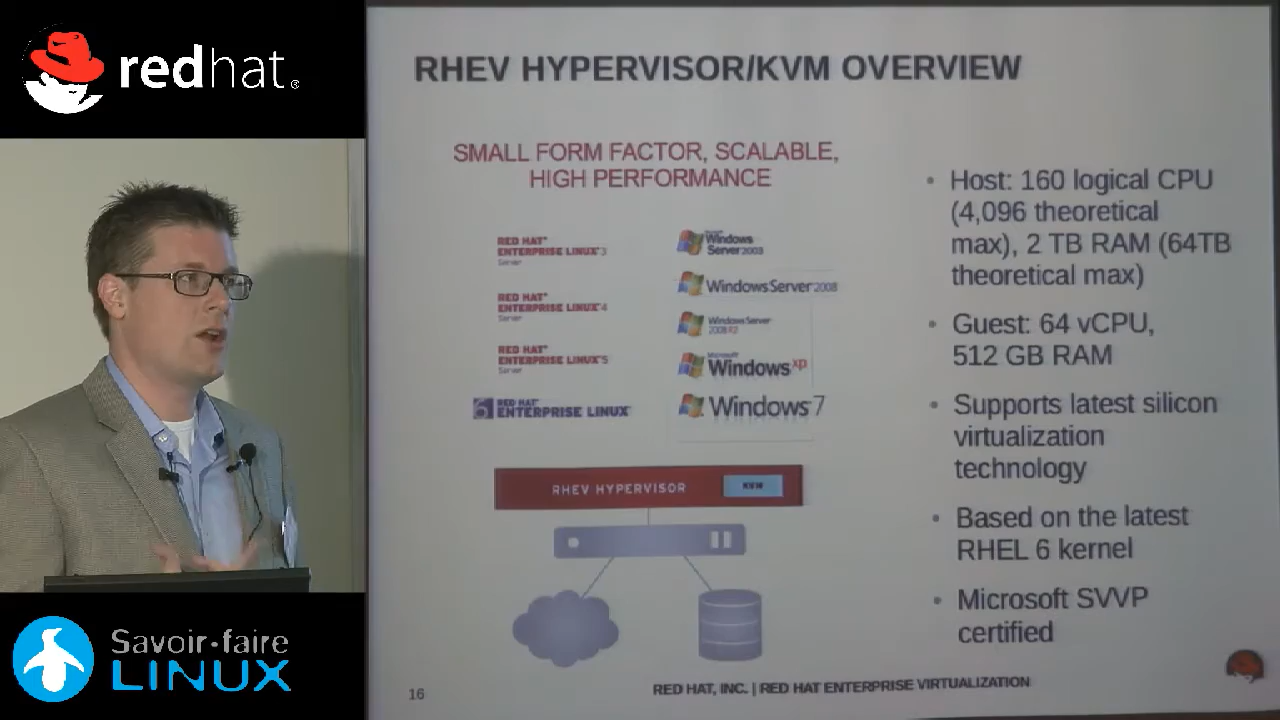 redhat.
RHEV HYPERVISOR/KVM OVERVIEW
SMALL FORM FACTOR, SCALABLE,
HIGH PERFORMANCE
RED HAT
ENTERPRISE LINUX 3
Server
RED HAT
ENTERPRISE LINUX 4
Server
RED HAT
ENTERPRISE LINUX 5
Server
6 RED HAT
ENTERPRISE LINUX
Windows
Server 2003
Windows Server 2008
Windows Server
2008 R2
Microsoft
Windows xp
Windows 7
RHEV HYPERVISOR
KVM
• Host: 160 logical CPU
(4,096 theoretical
max), 2 TB RAM (64TB
theoretical max)
• Guest: 64 vCPU,
512 GB RAM
• Supports latest silicon
virtualization
technology
• Based on the latest
RHEL 6 kernel
• Microsoft SVVP
certified
16
RED HAT, INC. | RED HAT ENTERPRISE VIRTUALIZATION
Savoir-faire
LINUX